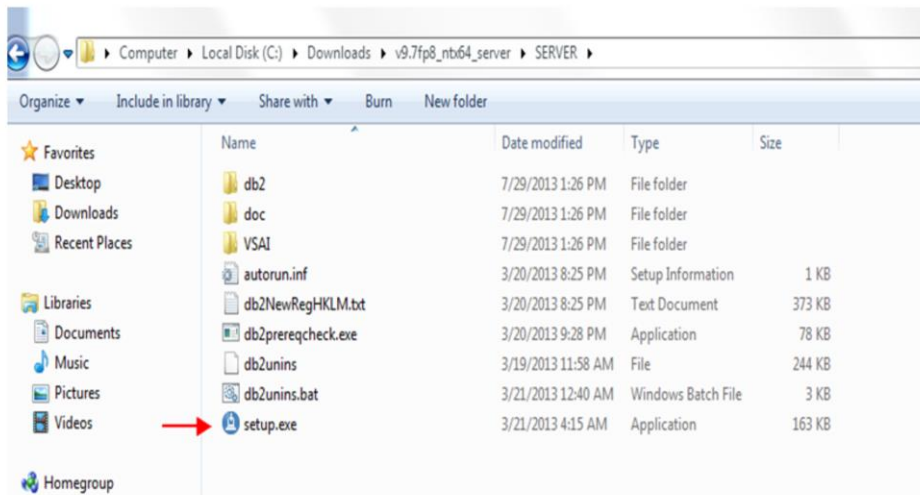 Computer Local Disk (C:) Downloads v9.7fp8_ntx64_server SERVER
Organize Include in library Share with Burn New folder
Favorites
Desktop
Downloads
Recent Places
Libraries
Documents
Music
Pictures
Videos
Homegroup
Name Date modified Type Size
db2 7/29/2013 1:26 PM File folder
doc 7/29/2013 1:26 PM File folder
VSAI 7/29/2013 1:26 PM File folder
autorun.inf 3/20/2013 8:25 PM Setup Information 1 KB
db2NewRegHKLM.txt 3/20/2013 8:25 PM Text Document 373 KB
db2prereqcheck.exe 3/20/2013 9:28 PM Application 78 KB
db2unins 3/19/2013 11:58 AM File 244 KB
db2unins.bat 3/21/2013 12:40 AM Windows Batch File 3 KB
setup.exe 3/21/2013 4:15 AM Application 163 KB